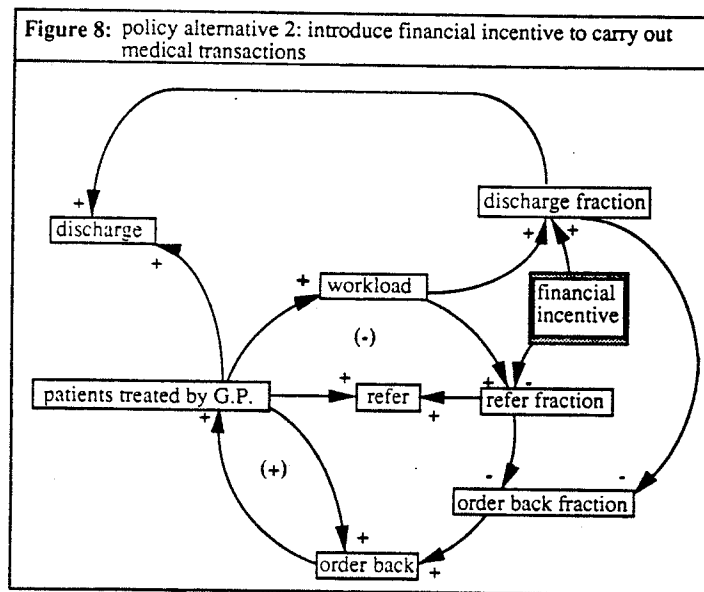 Figure 8: policy alternative 2: introduce financial incentive to carry out
medical transactions
+
discharge
+
discharge fraction
+ +
+ workload
financial
incentive
(-)
patients treated by G.P.
+
+
refer
+
+ -
refer fraction
(+)
- -
order back fraction
+
order back +